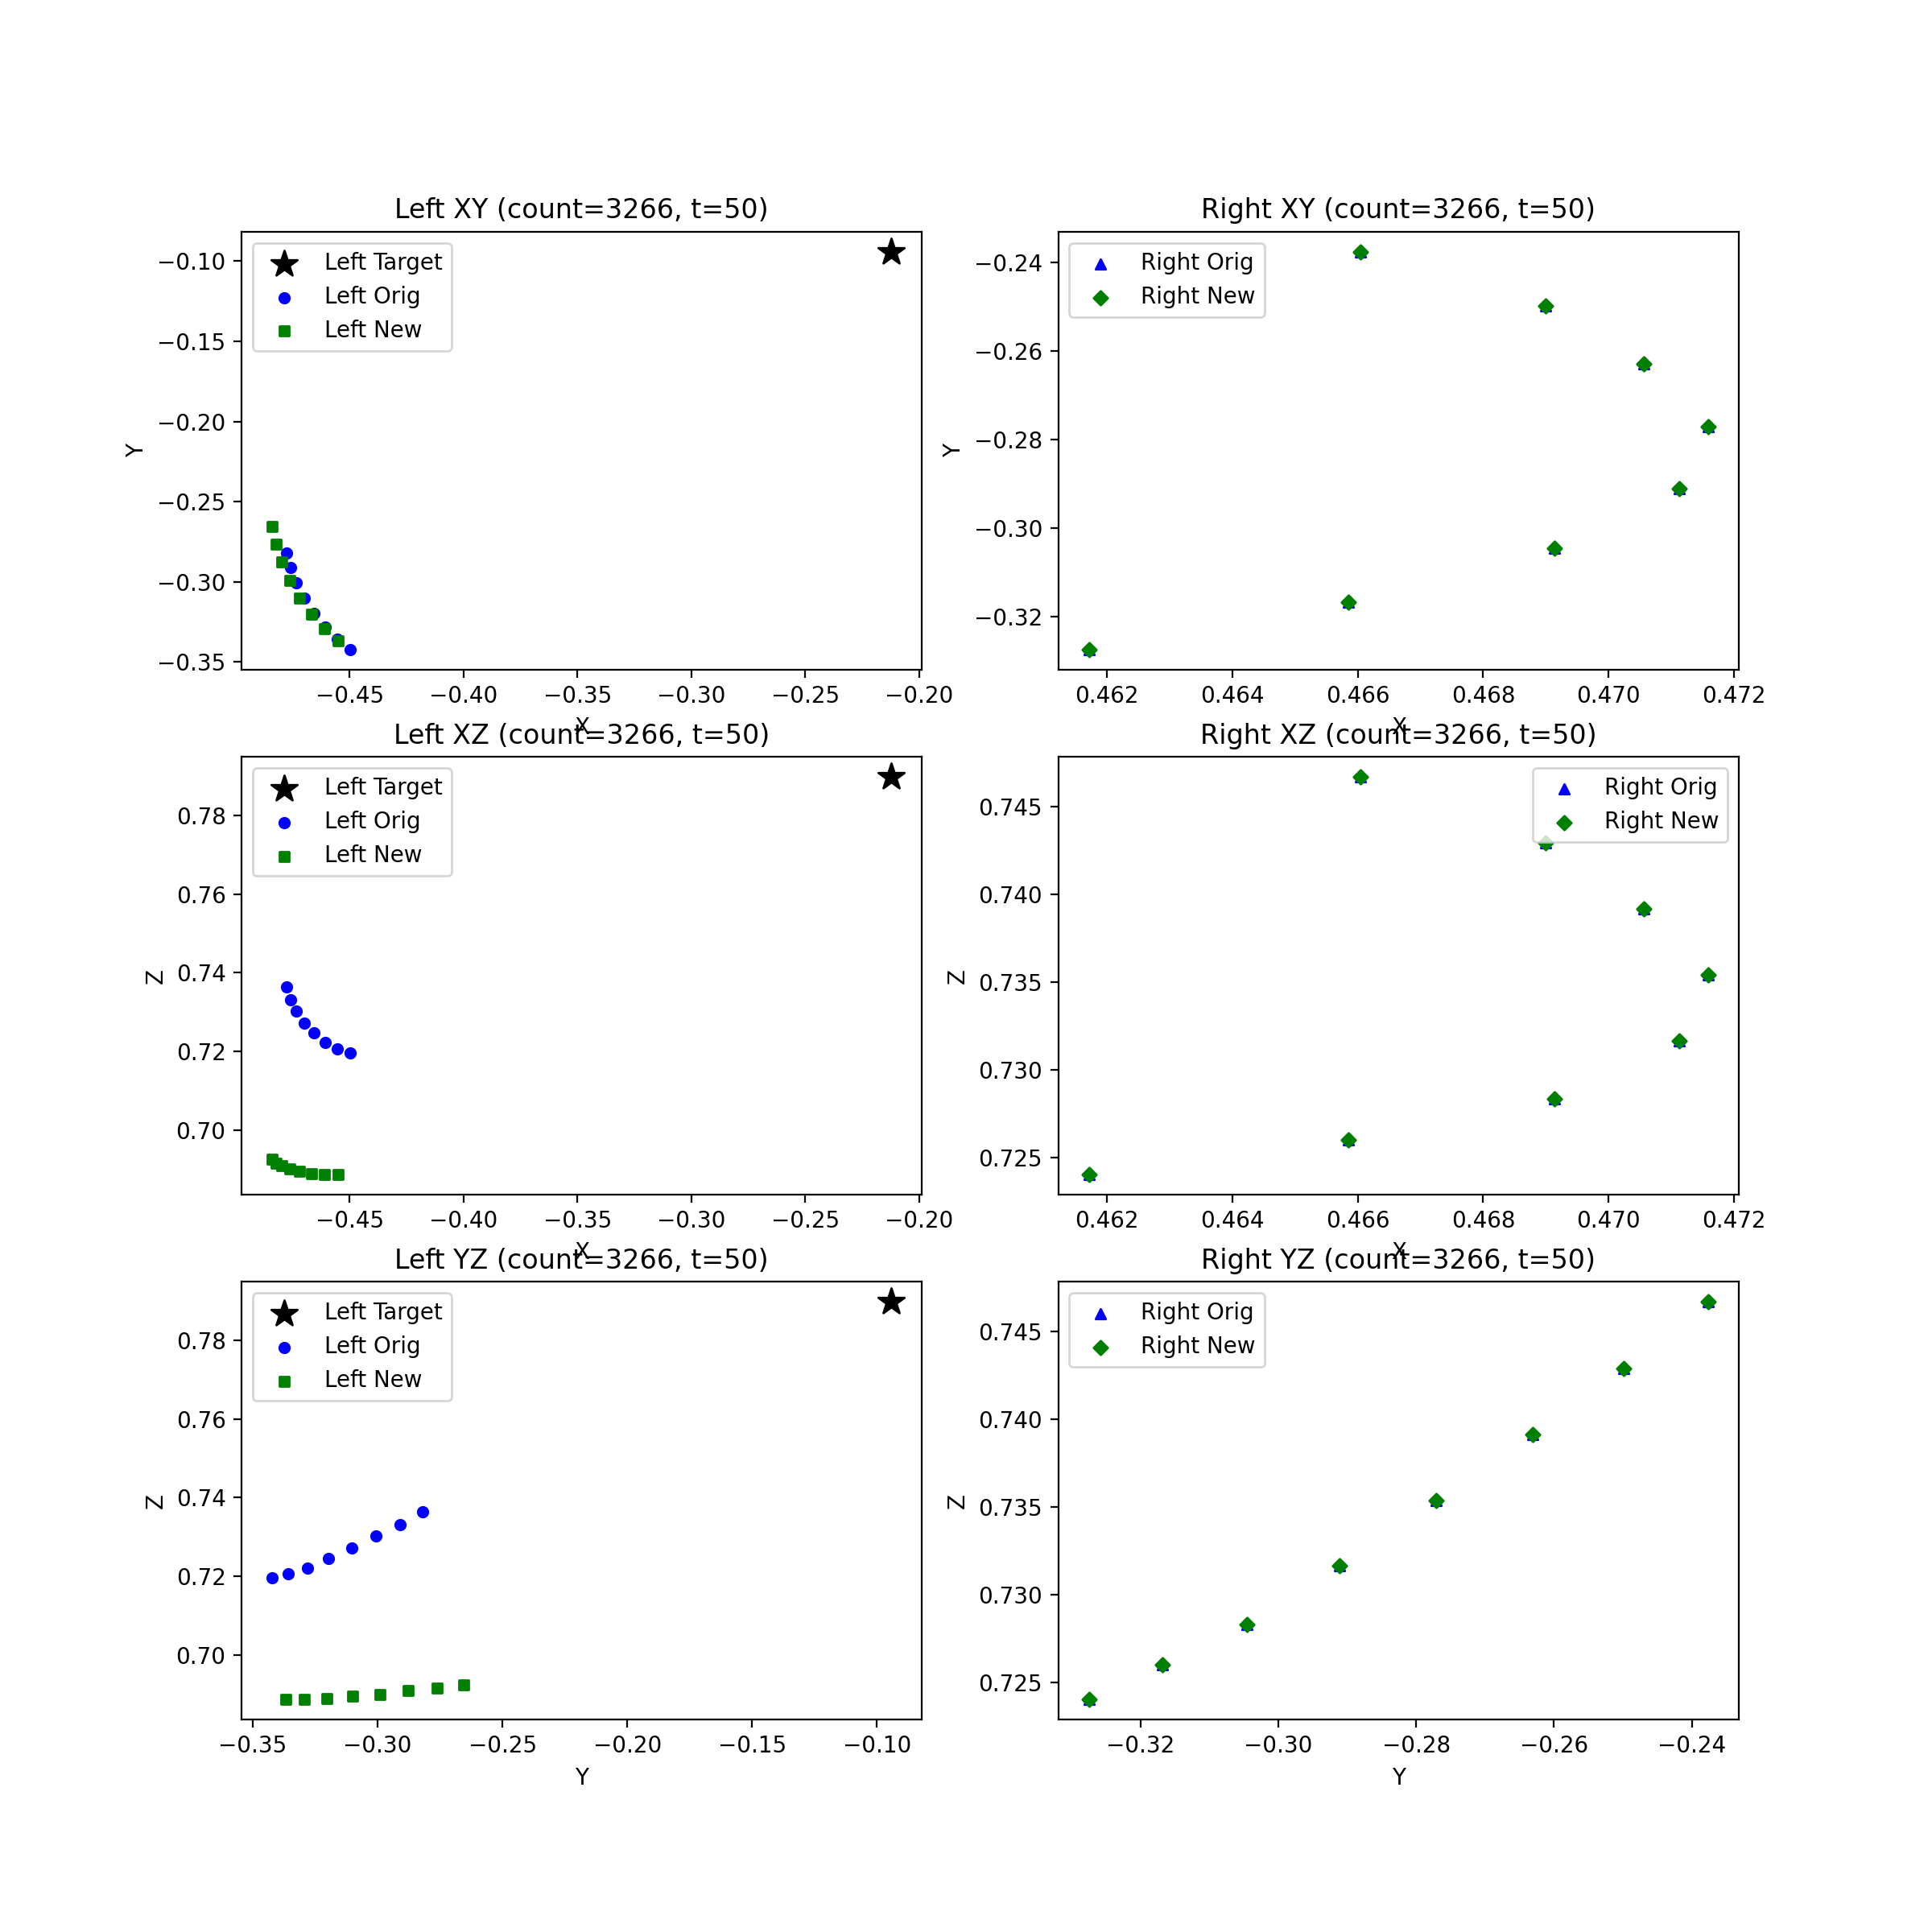 Left XY (count=3266, t=50)
Left Target
Left Orig
Left New
−0.10
−0.15
−0.20
−0.25
−0.30
−0.35
Y
−0.45 −0.40 −0.35 −0.30 −0.25 −0.20
X
Right XY (count=3266, t=50)
Right Orig
Right New
−0.24
−0.26
−0.28
−0.30
−0.32
Y
0.462 0.464 0.466 0.468 0.470 0.472
X
Left XZ (count=3266, t=50)
Left Target
Left Orig
Left New
0.78
0.76
0.74
0.72
0.70
Z
−0.45 −0.40 −0.35 −0.30 −0.25 −0.20
X
Right XZ (count=3266, t=50)
Right Orig
Right New
0.745
0.740
0.735
0.730
0.725
Z
0.462 0.464 0.466 0.468 0.470 0.472
X
Left YZ (count=3266, t=50)
Left Target
Left Orig
Left New
0.78
0.76
0.74
0.72
0.70
Z
−0.35 −0.30 −0.25 −0.20 −0.15 −0.10
Y
Right YZ (count=3266, t=50)
Right Orig
Right New
0.745
0.740
0.735
0.730
0.725
Z
−0.32 −0.30 −0.28 −0.26 −0.24
Y